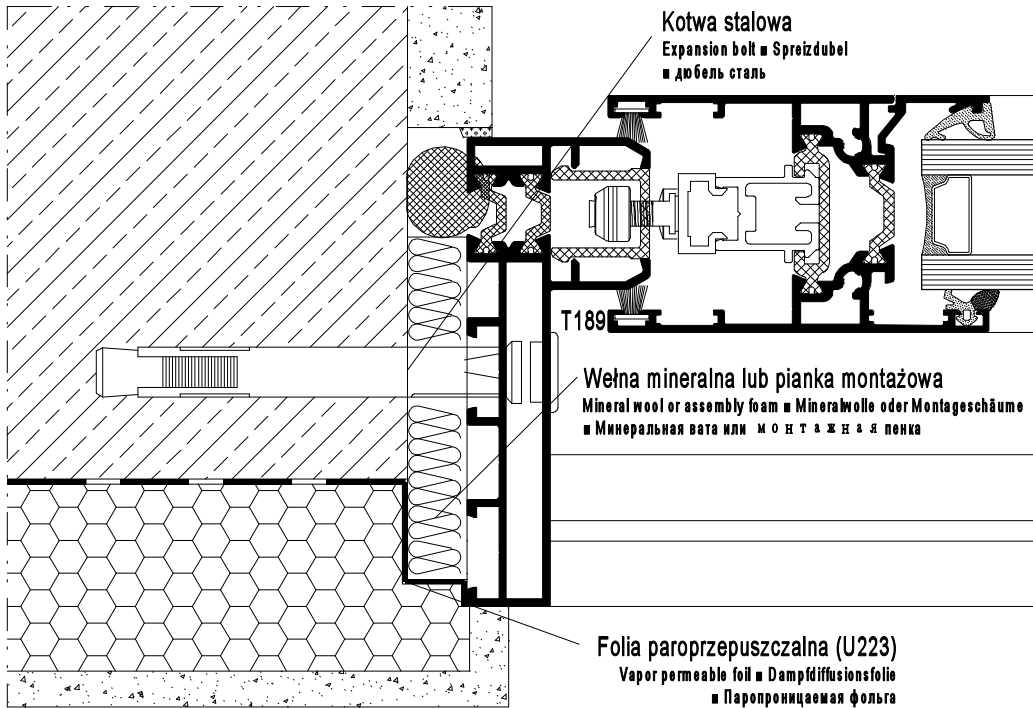 Kotwa stalowa
Expansion bolt ■ Spreizdubel
■ дюбель сталь
T189
Wełna mineralna lub pianka montażowa
Mineral wool or assembly foam ■ Mineralwolle oder Montageschäume
■ Минеральная вата или монтажная пенка
Folia paroprzepuszczalna (U223)
Vapor permeable foil ■ Dampfdiffusionsfolie
■ Паропроницаемая фольга